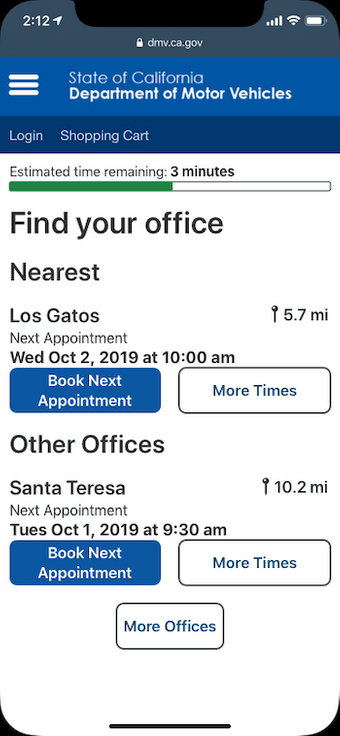 2:12
dmv.ca.gov
State of California
Department of Motor Vehicles
Login Shopping Cart
Estimated time remaining: 3 minutes
Find your office
Nearest
Los Gatos 5.7 mi
Next Appointment
Wed Oct 2, 2019 at 10:00 am
Book Next
Appointment
More Times
Other Offices
Santa Teresa 10.2 mi
Next Appointment
Tues Oct 1, 2019 at 9:30 am
Book Next
Appointment
More Times
More Offices